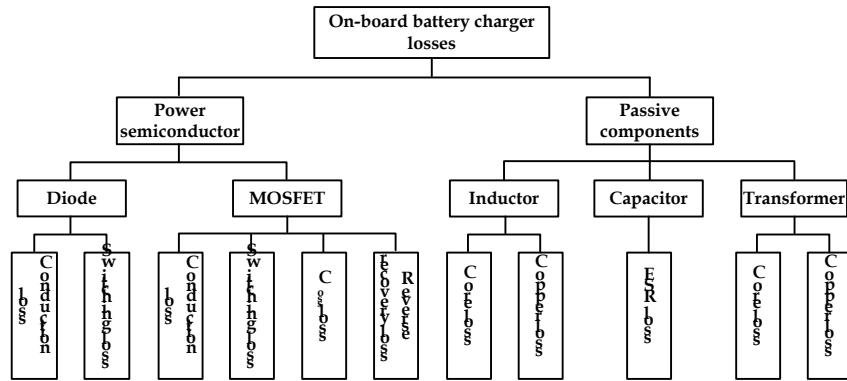 On-board battery charger
losses
Power
semiconductor
Passive
components
Diode
MOSFET
Inductor
Capacitor
Transformer
Conduction
loss
Switching loss
Conduction
loss
Switching loss
Coss loss
Reverse
recovery loss
Core loss
Copper loss
ESR loss
Core loss
Copper loss